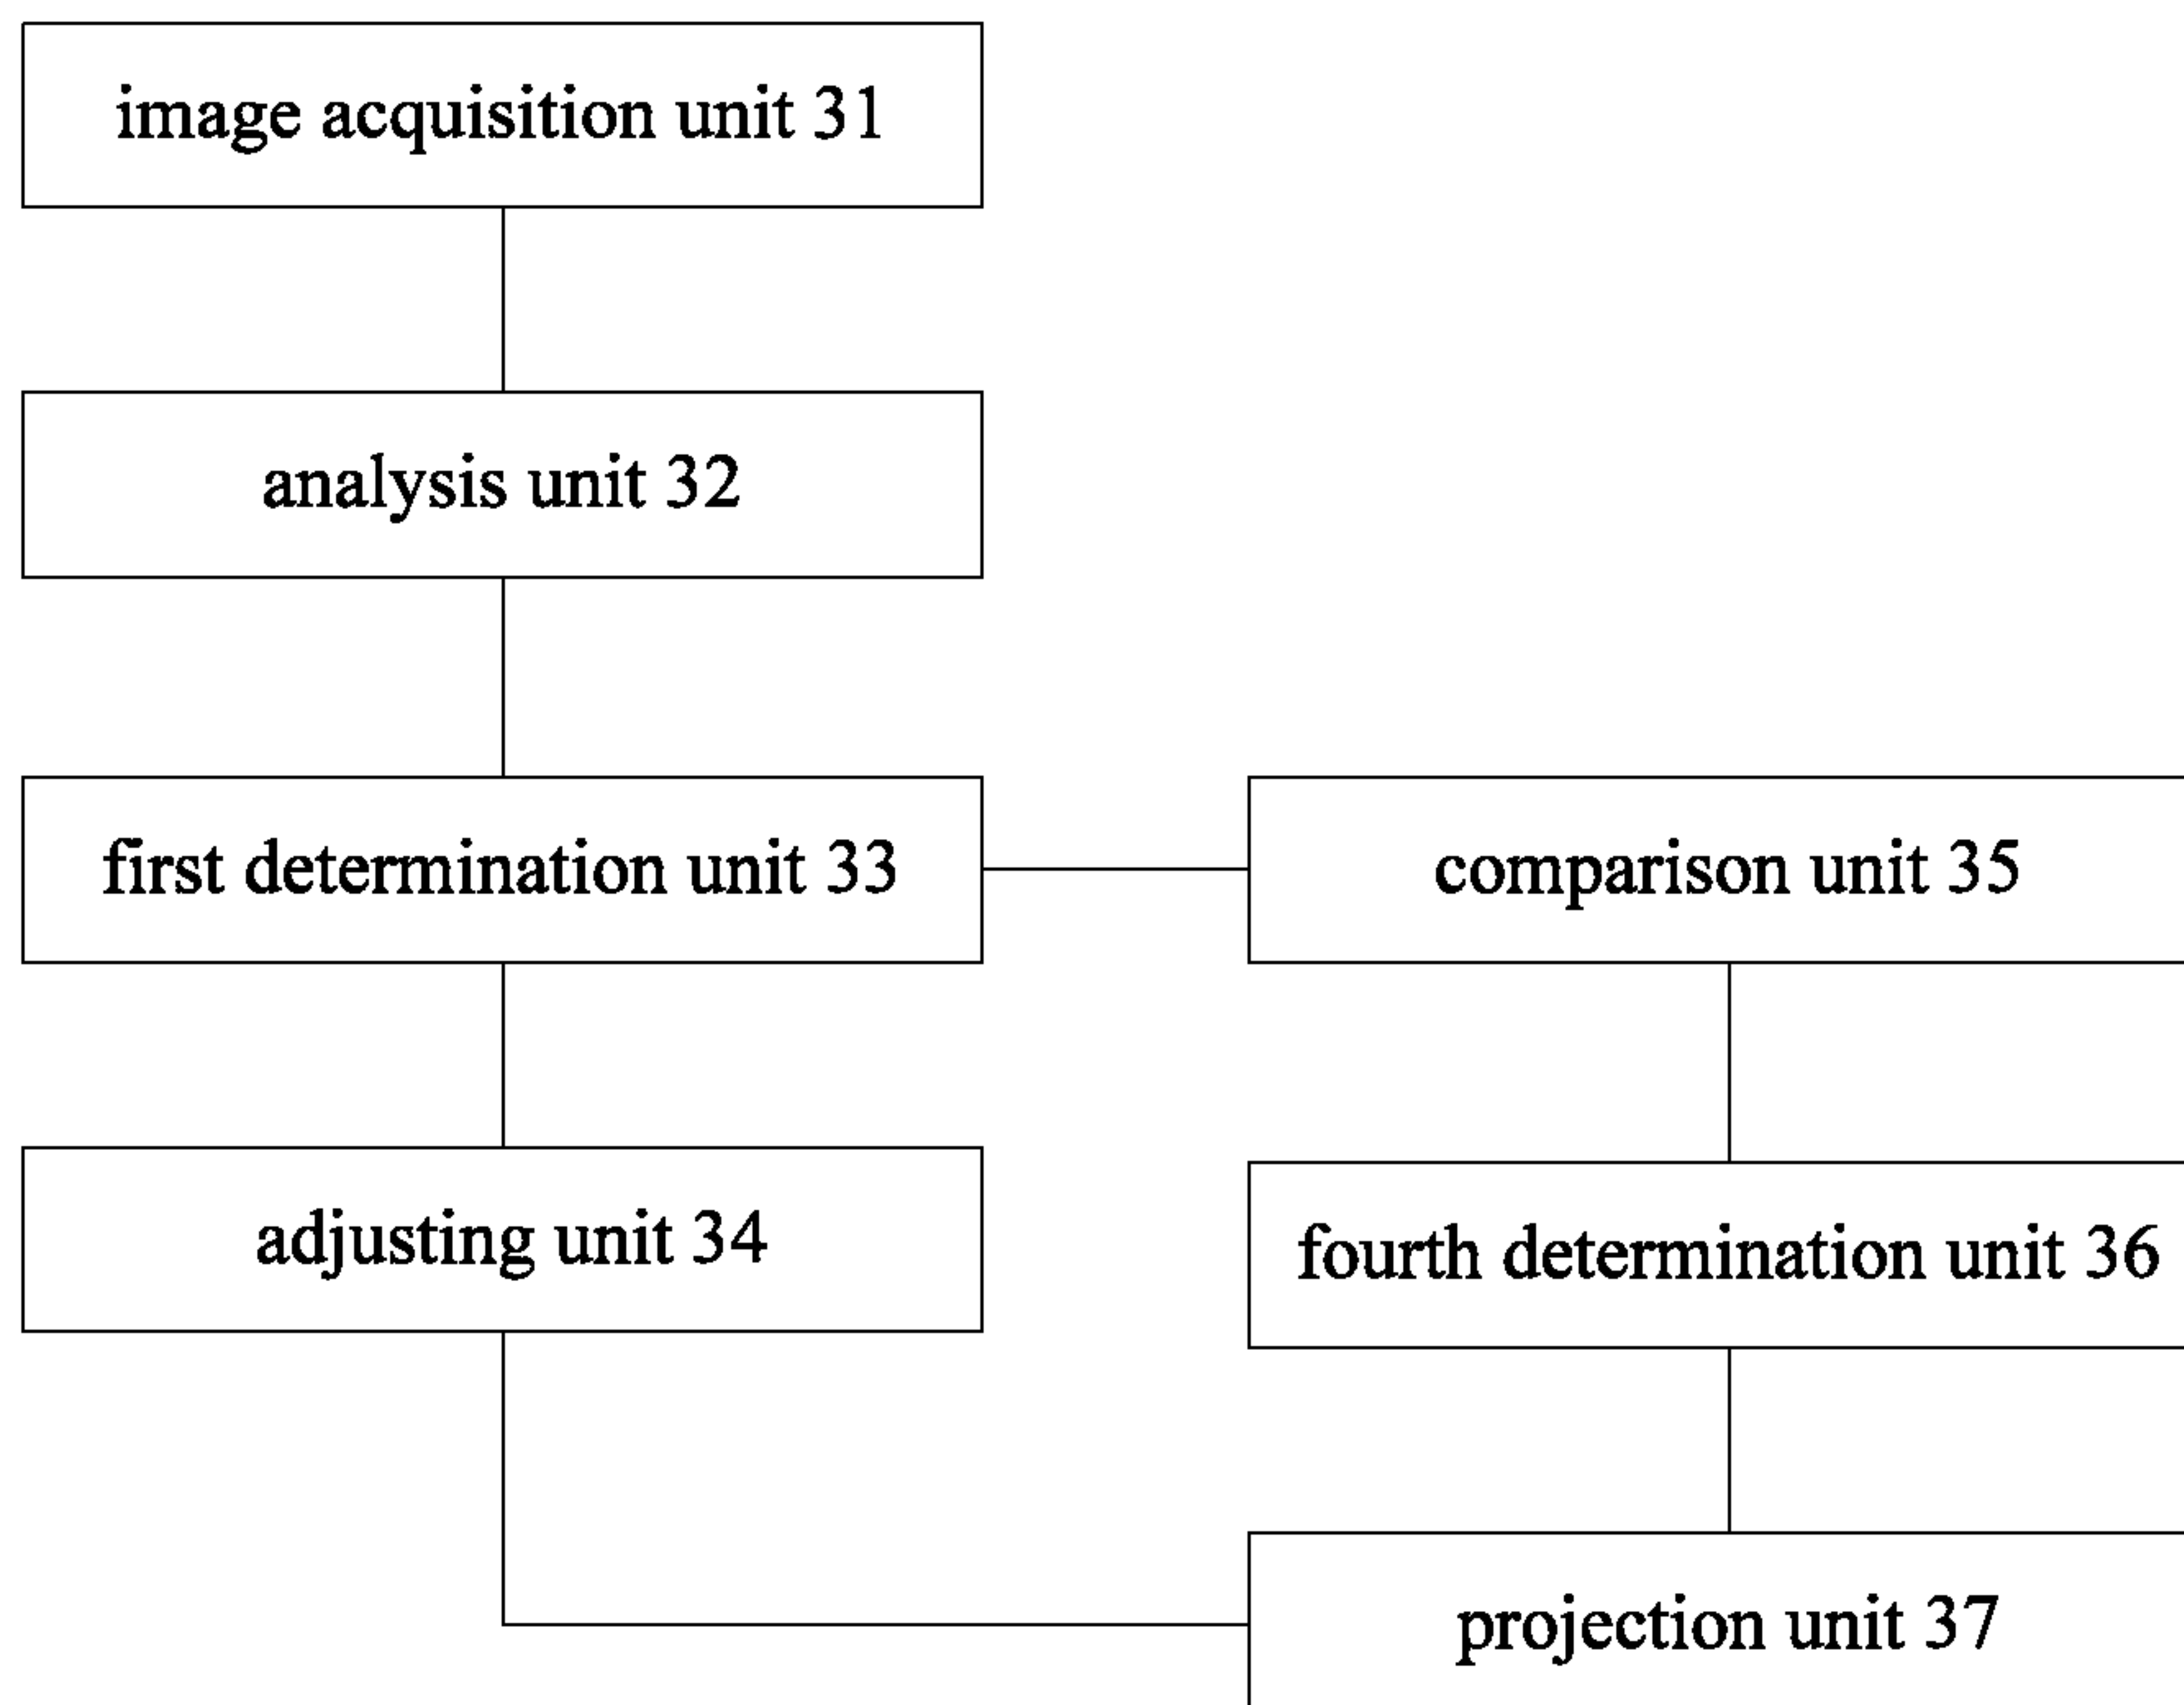 image acquisition unit 31
analysis unit 32
first determination unit 33
comparison unit 35
adjusting unit 34
fourth determination unit 36
projection unit 37